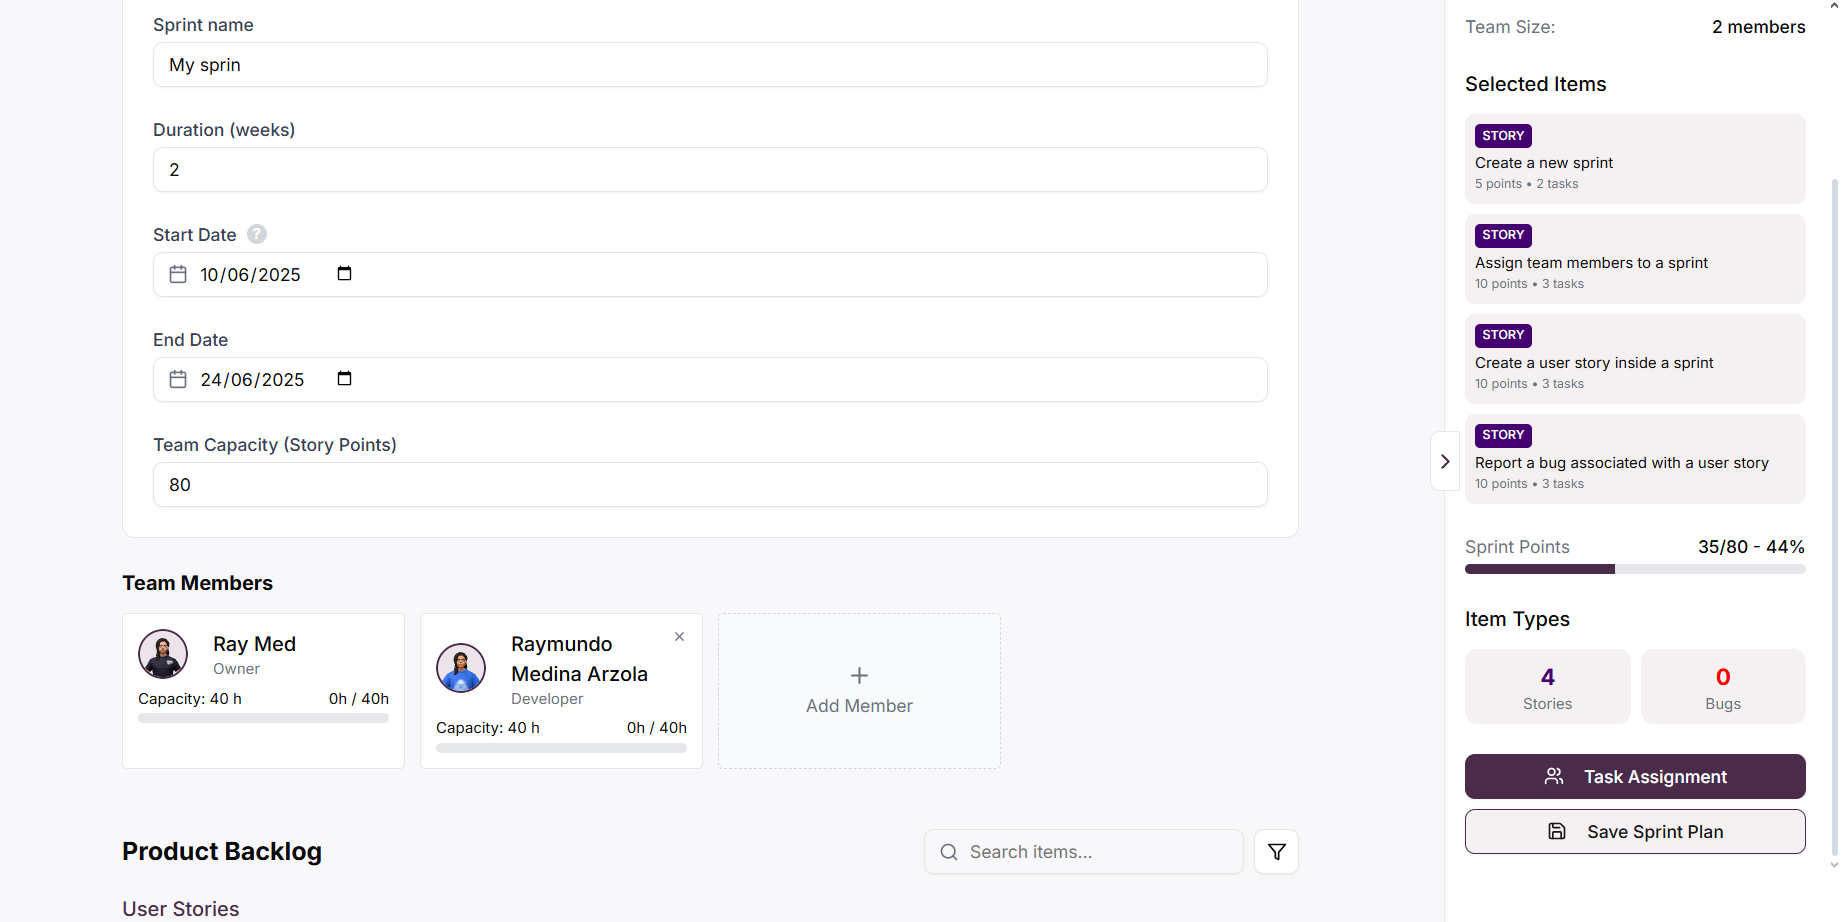 Sprint name
My sprin
Duration (weeks)
2
Start Date ?
10/06/2025
End Date
24/06/2025
Team Capacity (Story Points)
80
Team Members
Ray Med
Owner
Capacity: 40 h 0h / 40h
Raymundo
Medina Arzola
Developer
Capacity: 40 h 0h / 40h
Add Member
Product Backlog
Search items...
User Stories
Team Size: 2 members
Selected Items
STORY
Create a new sprint
5 points • 2 tasks
STORY
Assign team members to a sprint
10 points • 3 tasks
STORY
Create a user story inside a sprint
10 points • 3 tasks
STORY
Report a bug associated with a user story
10 points • 3 tasks
Sprint Points 35/80 - 44%
Item Types
4
Stories
0
Bugs
Task Assignment
Save Sprint Plan